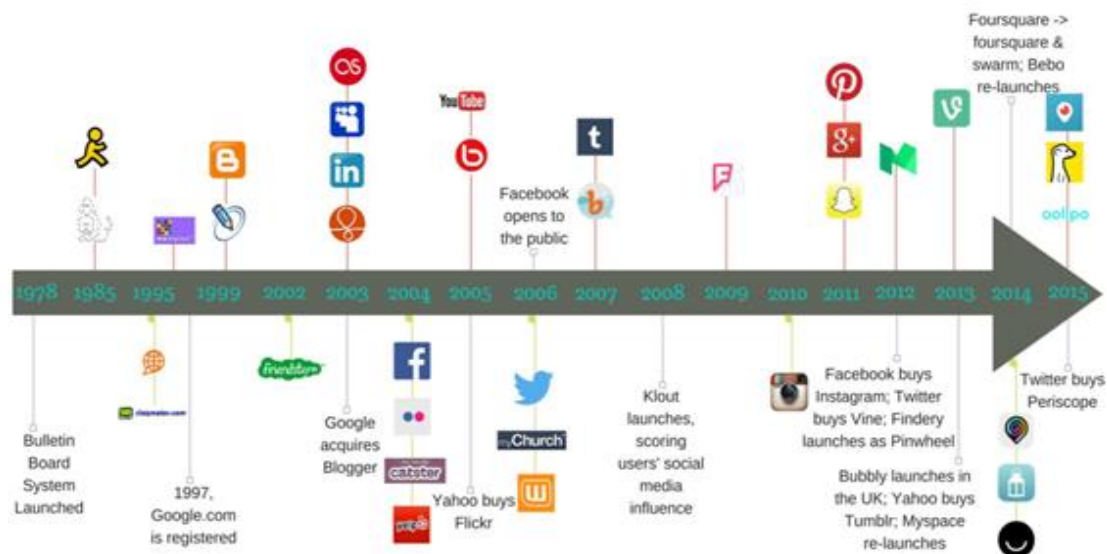 Foursquare ->
foursquare &
swarm; Bebo
re-launches
You Tube
Facebook
opens to
the public
oolipo
1978 1985 1995 1999 2002 2003 2004 2005 2006 2007 2008 2009 2010 2011 2012 2013 2014 2015
friendster
classmates.com
Bulletin
Board
System
Launched
1997,
Google.com
is registered
Google
acquires
Blogger
catster
yelp
Yahoo buys
Flickr
myChurch
Klout
launches,
scoring
users' social
media
influence
Facebook buys
Instagram; Twitter
buys Vine; Findery
launches as Pinwheel
Bubbly launches in
the UK; Yahoo buys
Tumblr; Myspace
re-launches
Twitter buys
Periscope